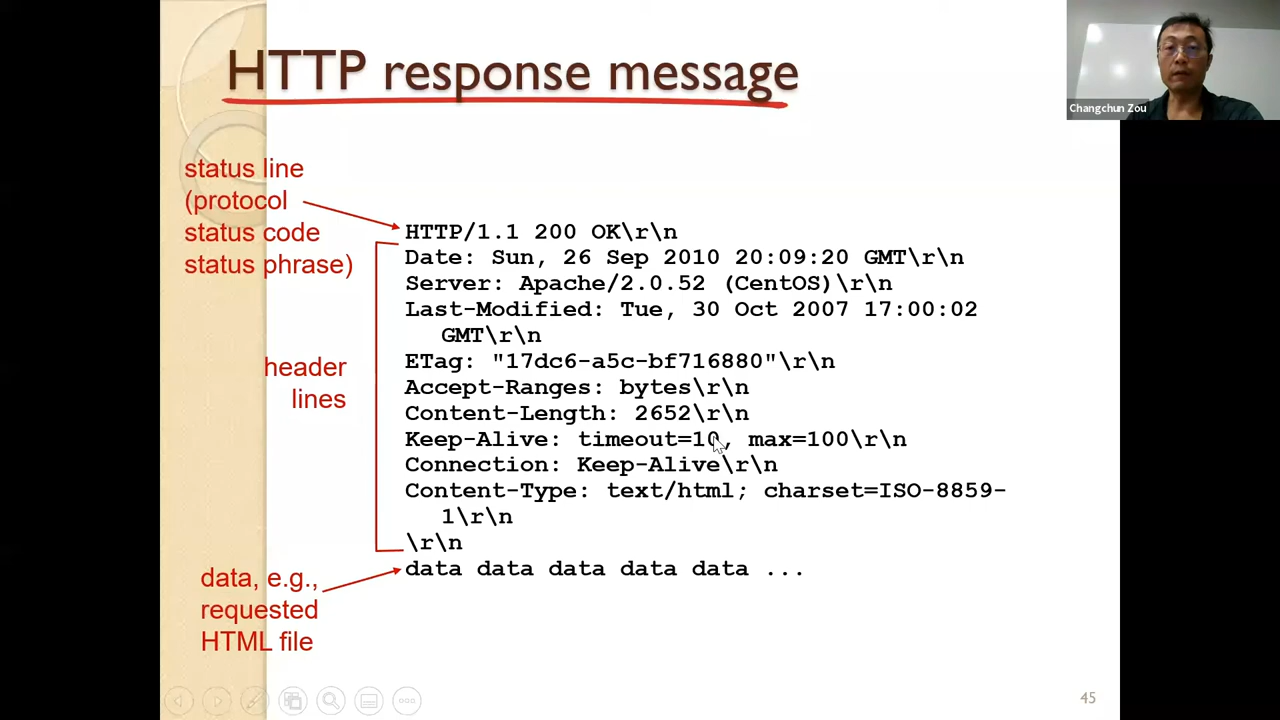 HTTP response message
Changchun Zou
status line
(protocol
status code
status phrase)
HTTP/1.1 200 OK\r\n
Date: Sun, 26 Sep 2010 20:09:20 GMT\r\n
Server: Apache/2.0.52 (CentOS)\r\n
Last-Modified: Tue, 30 Oct 2007 17:00:02
GMT\r\n
header
lines
ETag: "17dc6-a5c-bf716880"\r\n
Accept-Ranges: bytes\r\n
Content-Length: 2652\r\n
Keep-Alive: timeout=10, max=100\r\n
Connection: Keep-Alive\r\n
Content-Type: text/html; charset=ISO-8859-
1\r\n
\r\n
data data data data data ...
data, e.g.,
requested
HTML file
45